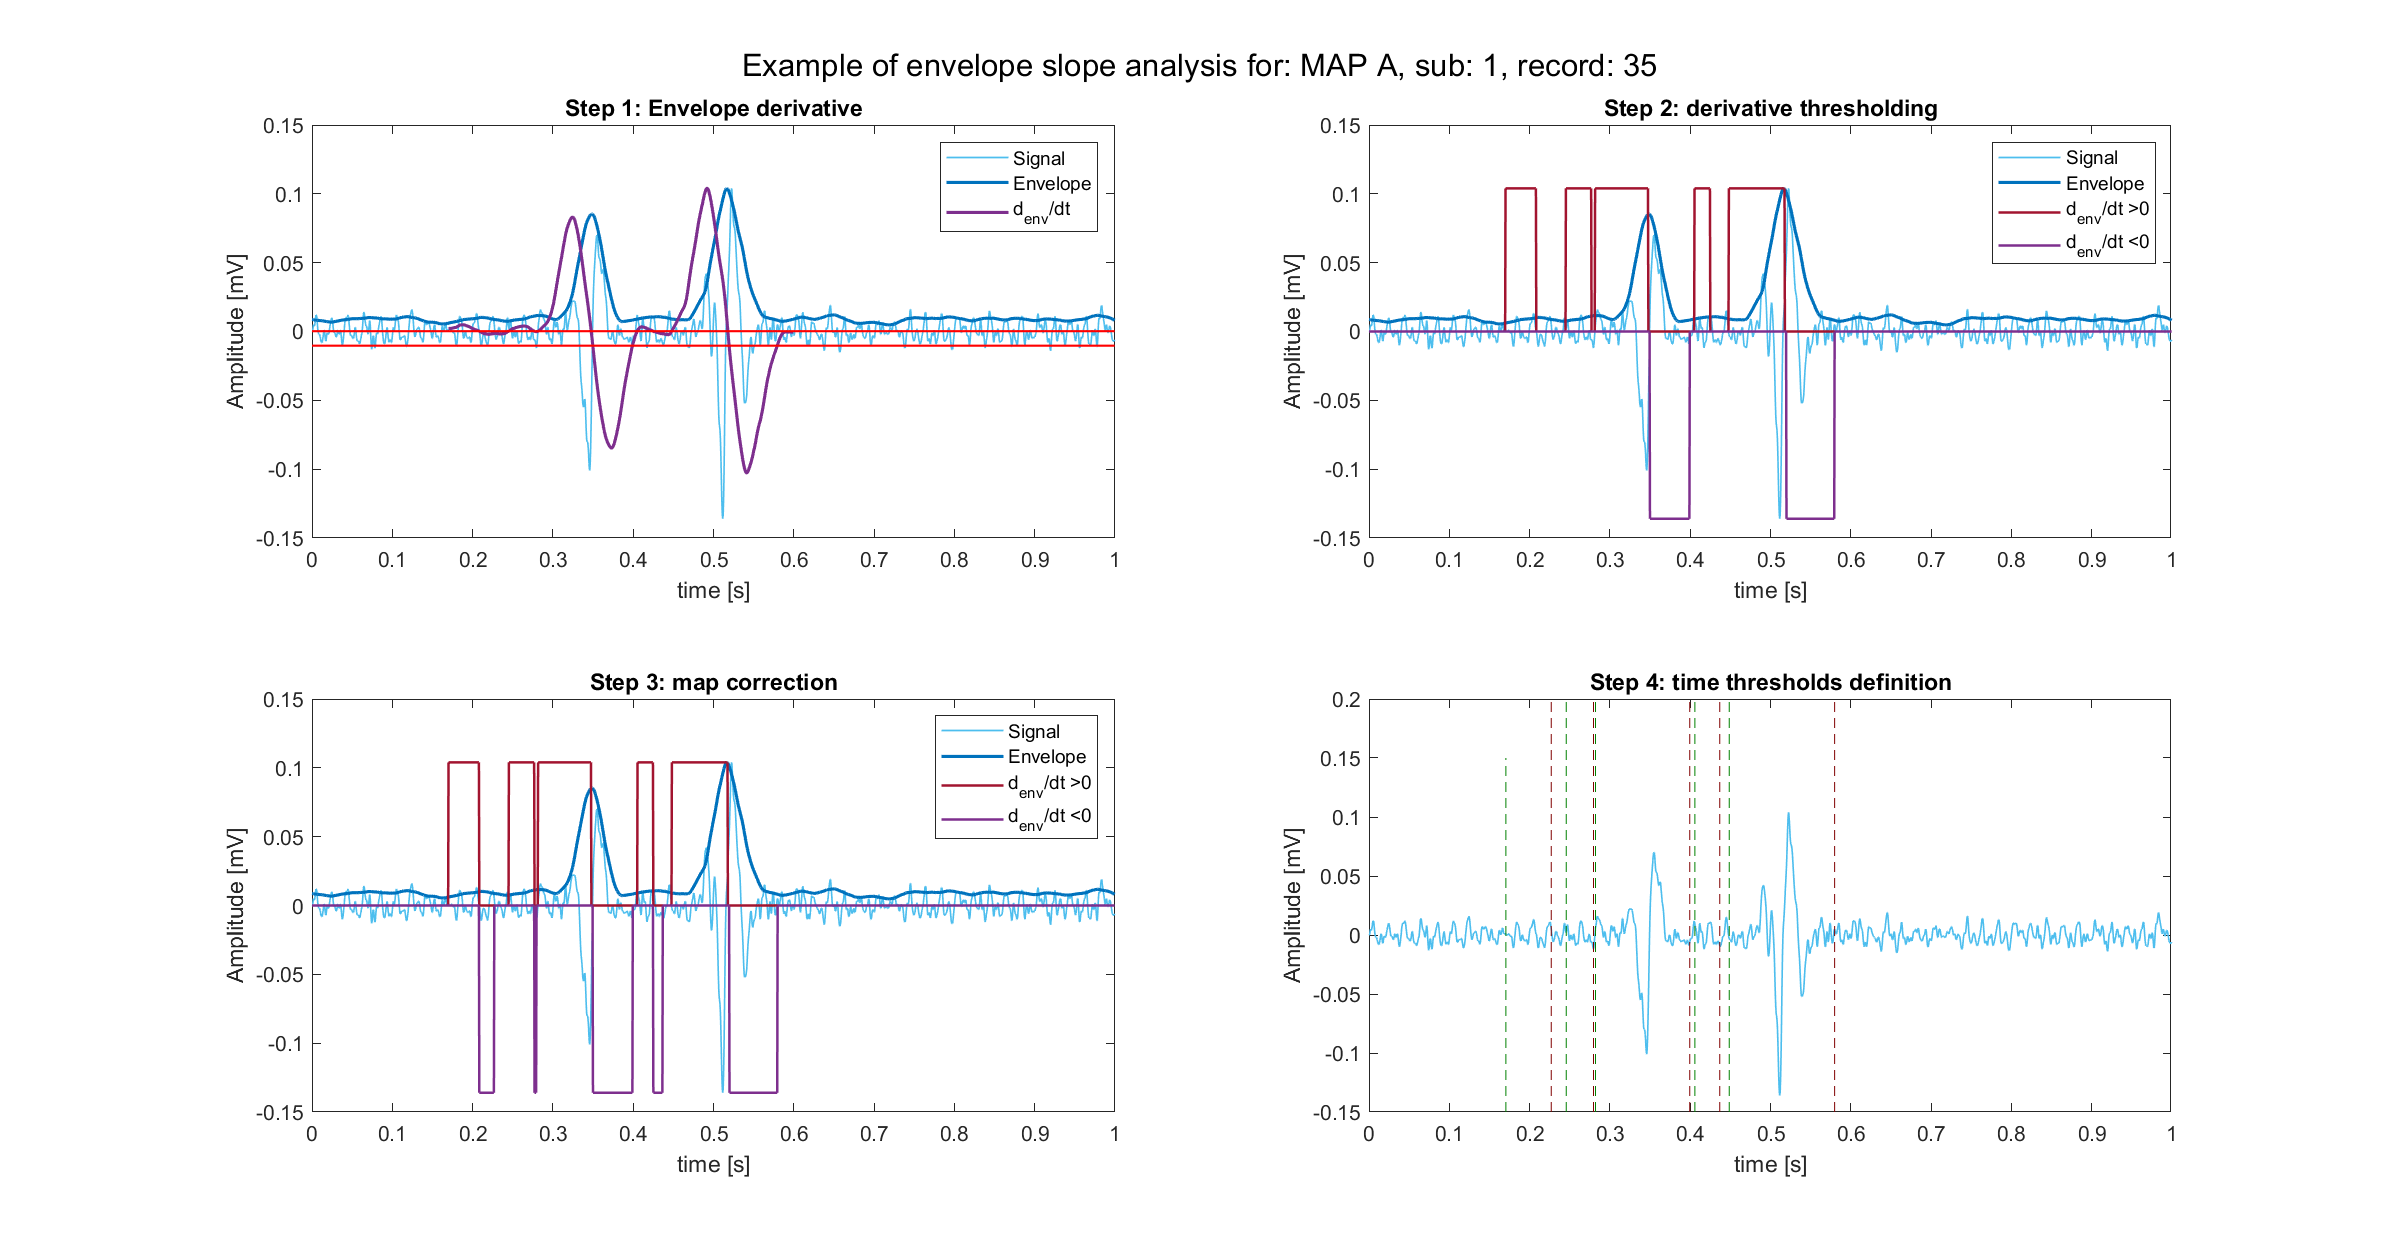 Example of envelope slope analysis for: MAP A, sub: 1, record: 35
Step 1: Envelope derivative
0.15
0.1
0.05
0
-0.05
-0.1
-0.15
Amplitude [mV]
0 0.1 0.2 0.3 0.4 0.5 0.6 0.7 0.8 0.9 1
time [s]
Signal
Envelope
d_env/dt
Step 2: derivative thresholding
0.15
0.1
0.05
0
-0.05
-0.1
-0.15
Amplitude [mV]
0 0.1 0.2 0.3 0.4 0.5 0.6 0.7 0.8 0.9 1
time [s]
Signal
Envelope
d_env/dt >0
d_env/dt <0
Step 3: map correction
0.15
0.1
0.05
0
-0.05
-0.1
-0.15
Amplitude [mV]
0 0.1 0.2 0.3 0.4 0.5 0.6 0.7 0.8 0.9 1
time [s]
Signal
Envelope
d_env/dt >0
d_env/dt <0
Step 4: time thresholds definition
0.2
0.15
0.1
0.05
0
-0.05
-0.1
-0.15
Amplitude [mV]
0 0.1 0.2 0.3 0.4 0.5 0.6 0.7 0.8 0.9 1
time [s]